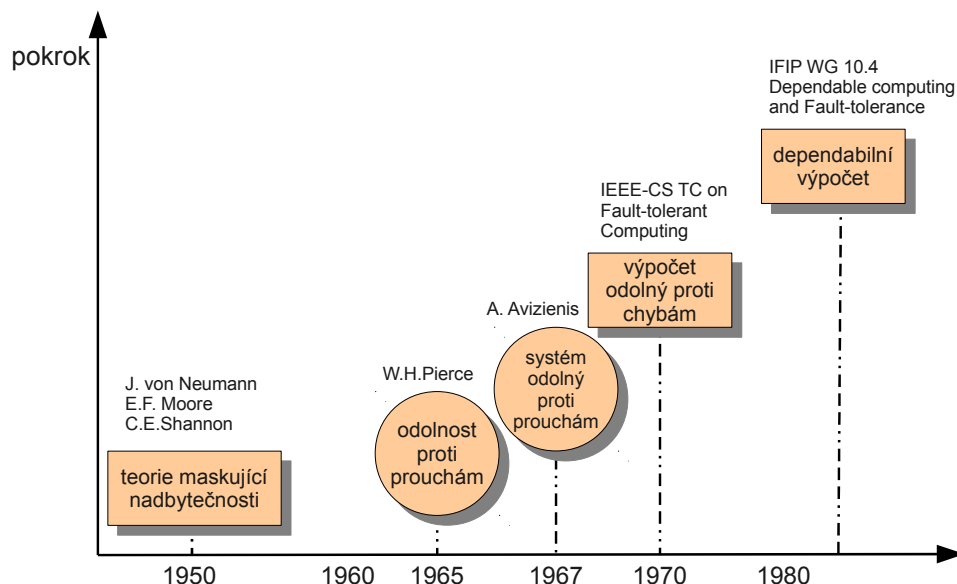 pokrok
IFIP WG 10.4
Dependable computing
and Fault-tolerance
dependabilní
výpočet
IEEE-CS TC on
Fault-tolerant
Computing
výpočet
odolný proti
chybám
A. Avizienis
systém
odolný
proti
prouchám
W.H.Pierce
odolnost
proti
prouchám
J. von Neumann
E.F. Moore
C.E.Shannon
teorie maskující
nadbytečnosti
1950
1960
1965
1967
1970
1980